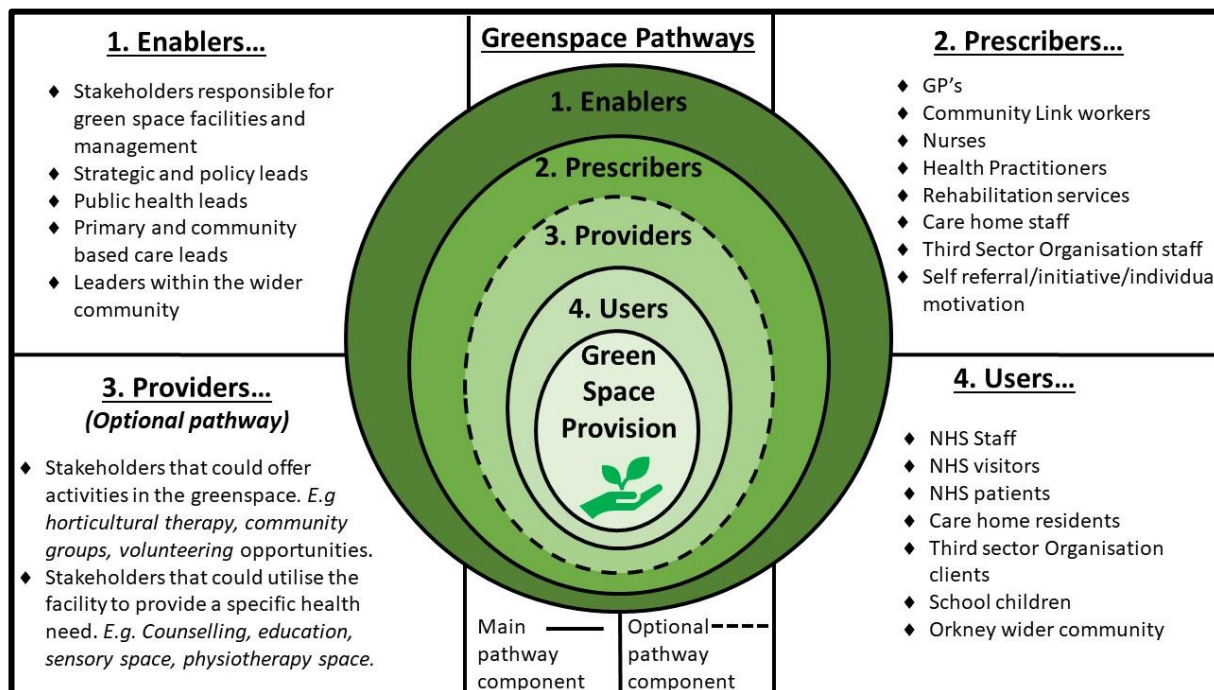 1. Enablers...
♦ Stakeholders responsible for
green space facilities and
management
♦ Strategic and policy leads
♦ Public health leads
♦ Primary and community
based care leads
♦ Leaders within the wider
community
Greenspace Pathways
1. Enablers
2. Prescribers
3. Providers
4. Users
Green
Space
Provision
2. Prescribers...
♦ GP's
♦ Community Link workers
♦ Nurses
♦ Health Practitioners
♦ Rehabilitation services
♦ Care home staff
♦ Third Sector Organisation staff
♦ Self referral/initiative/individua
motivation
3. Providers...
(Optional pathway)
♦ Stakeholders that could offer
activities in the greenspace. E.g
horticultural therapy, community
groups, volunteering opportunities.
♦ Stakeholders that could utilise the
facility to provide a specific health
need. E.g. Counselling, education,
sensory space, physiotherapy space.
4. Users...
♦ NHS Staff
♦ NHS visitors
♦ NHS patients
♦ Care home residents
♦ Third sector Organisation
clients
♦ School children
♦ Orkney wider community
Main
pathway
component
Optional
pathway
component